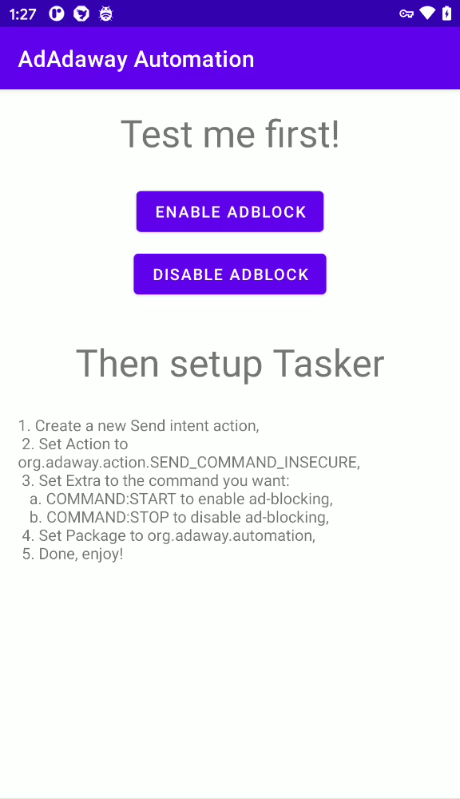 1:27
AdAdaway Automation
Test me first!
ENABLE ADBLOCK
DISABLE ADBLOCK
Then setup Tasker
1. Create a new Send intent action,
2. Set Action to
org.adaway.action.SEND_COMMAND_INSECURE,
3. Set Extra to the command you want:
a. COMMAND:START to enable ad-blocking,
b. COMMAND:STOP to disable ad-blocking,
4. Set Package to org.adaway.automation,
5. Done, enjoy!